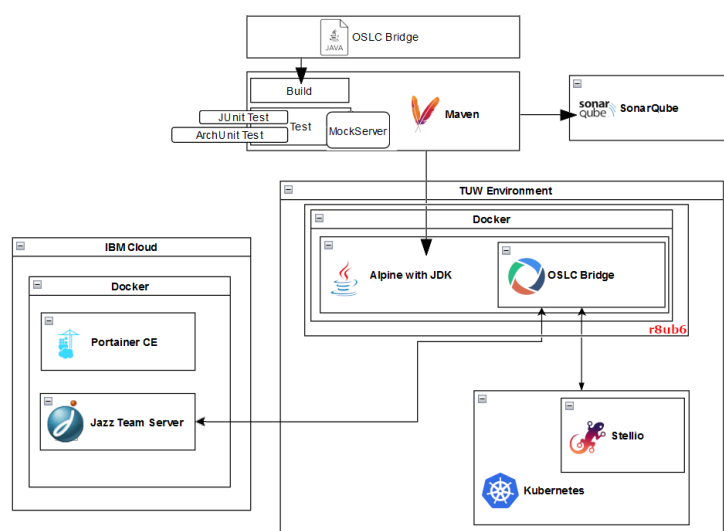 JAVA
OSLC Bridge
Build
JUnit Test
ArchUnit Test
Test
MockServer
Maven
sonar
qube
SonarQube
TUW Environment
Docker
Alpine with JDK
OSLC Bridge
r8ub6
IBM Cloud
Docker
Portainer CE
Jazz Team Server
Stellio
Kubernetes